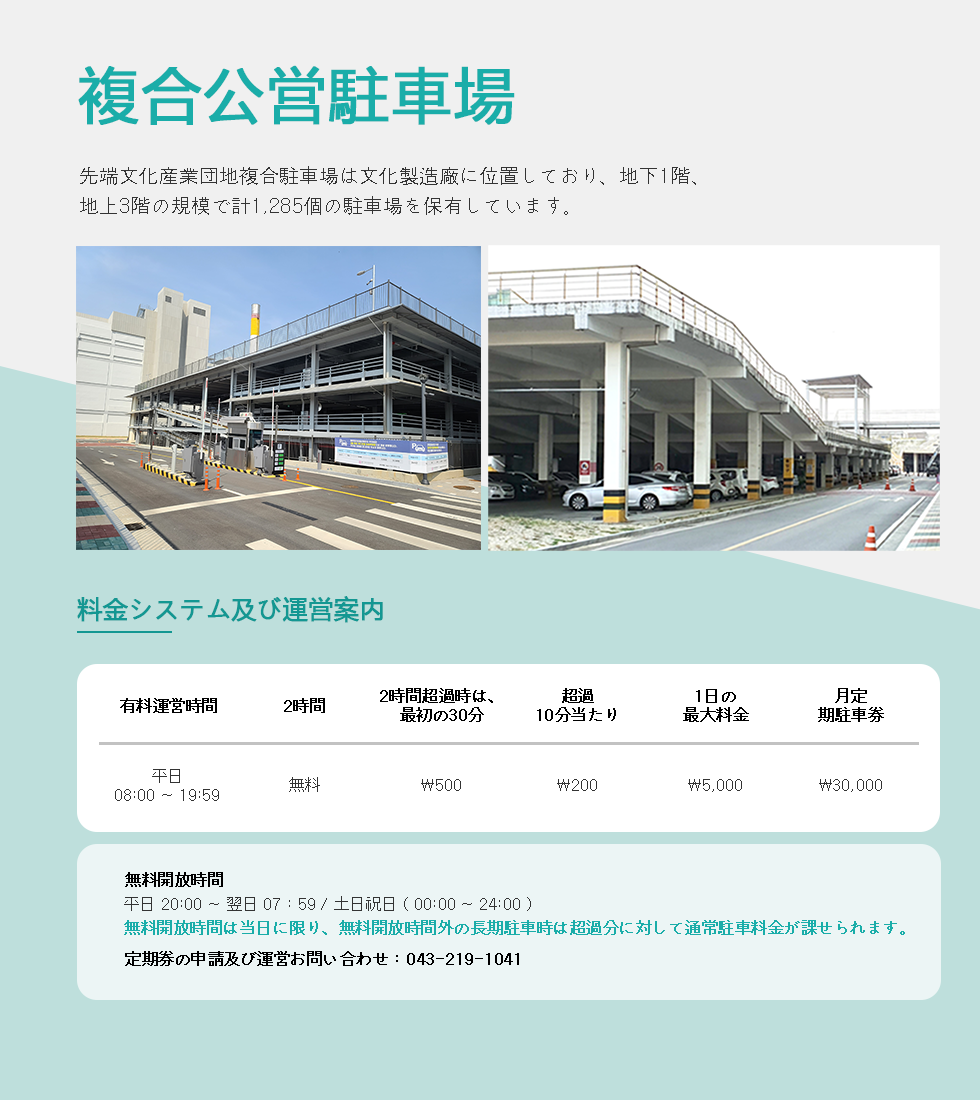 複合公営駐車場
先端文化産業団地複合駐車場は文化製造廠に位置しており、地下1階、
地上3階の規模で計1,285個の駐車場を保有しています。
料金システム及び運営案内
有料運営時間
2時間
2時間超過時は、
最初の30分
超過
10分当たり
1日の
最大料金
月定
期駐車券
平日
08:00 ~ 19:59
無料
₩500
₩200
₩5,000
₩30,000
無料開放時間
平日 20:00 ~ 翌日 07 : 59 / 土日祝日 ( 00:00 ~ 24:00 )
無料開放時間は当日に限り、無料開放時間外の長期駐車時は超過分に対して通常駐車料金が課せられます。
定期券の申請及び運営お問い合わせ : 043-219-1041